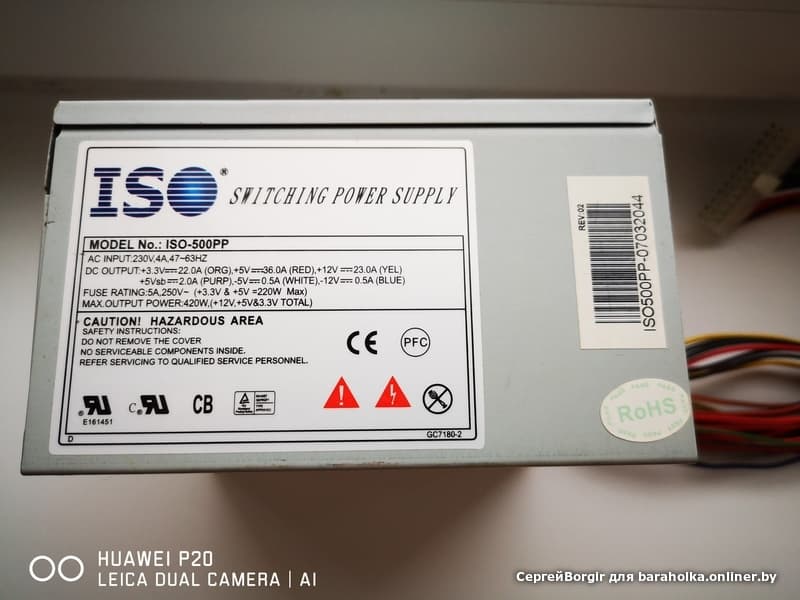 ISO® SWITCHING POWER SUPPLY
MODEL No.: ISO-500PP
AC INPUT:230V,4A,47~63HZ
DC OUTPUT:+3.3V⎓22.0A (ORG),+5V⎓36.0A (RED),+12V⎓23.0A (YEL)
+5Vsb⎓2.0A (PURP),-5V⎓0.5A (WHITE),-12V⎓0.5A (BLUE)
FUSE RATING:5A,250V~ (+3.3V & +5V =220W Max)
MAX.OUTPUT POWER:420W,(+12V,+5V&3.3V TOTAL)
CAUTION! HAZARDOUS AREA
SAFETY INSTRUCTIONS:
DO NOT REMOVE THE COVER
NO SERVICEABLE COMPONENTS INSIDE.
REFER SERVICING TO QUALIFIED SERVICE PERSONNEL.
CE PFC
E161451
CB
D
GC7180-2
REV:02
ISO500PP-07032044
RoHS
HUAWEI P20
LEICA DUAL CAMERA | AI
СергейBorgir для baraholka.onliner.by